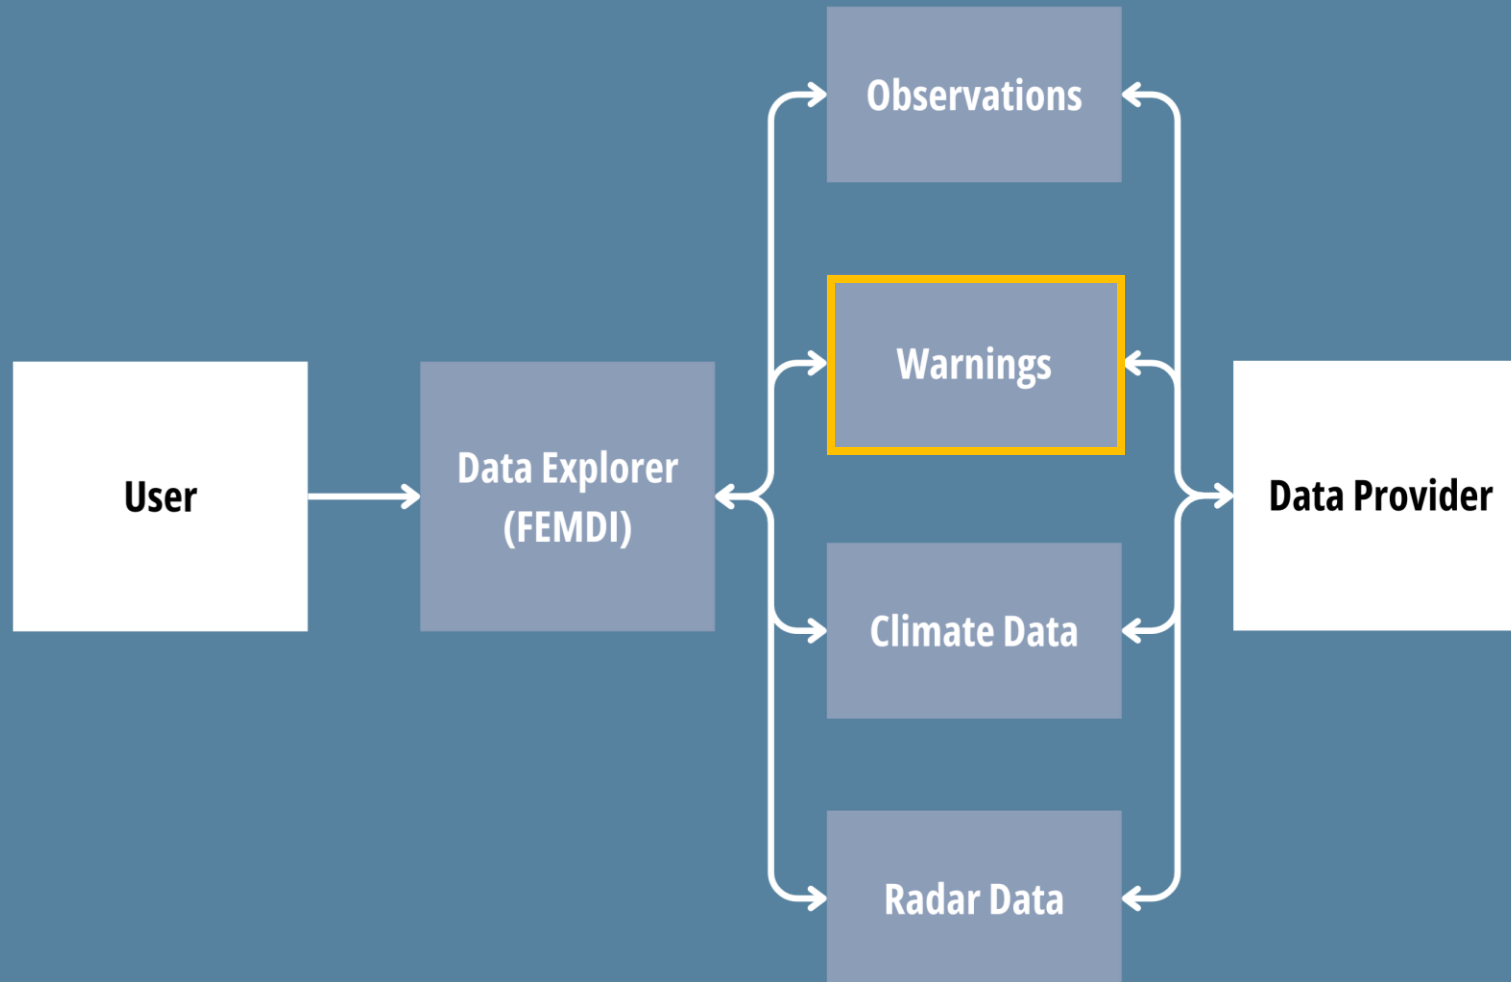 User
Data Explorer
(FEMDI)
Observations
Warnings
Climate Data
Radar Data
Data Provider